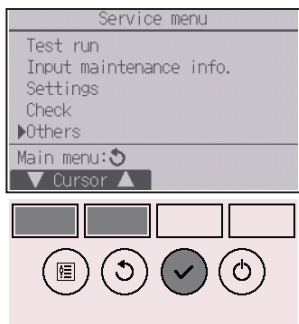 Service menu
Test run
Input maintenance info.
Settings
Check
▶Others
Main menu:↺
▼ Cursor ▲